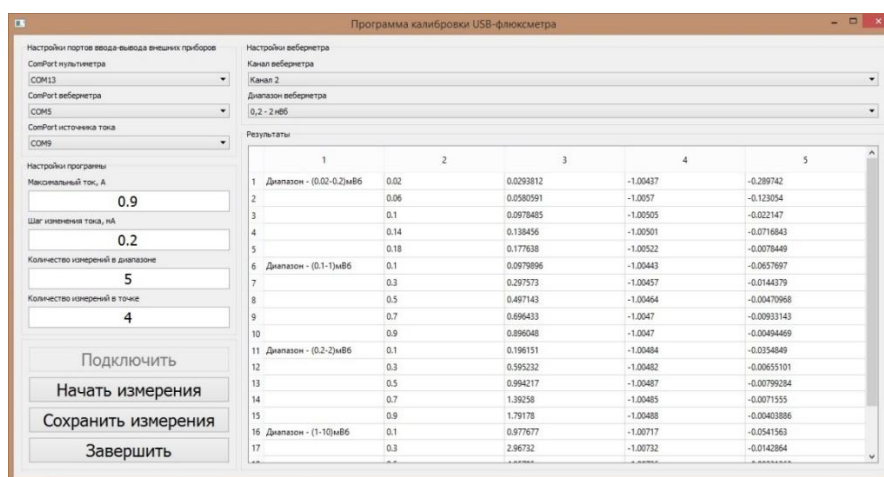 Программа калибровки USB-флюксметра
Настройки портов ввода-вывода внешних приборов
ComPort мультиметра
COM13
ComPort веберметра
COM5
ComPort источника тока
COM9
Настройки программы
Максимальный ток, А
0.9
Шаг изменения тока, мА
0.2
Количество измерений в диапазоне
5
Количество измерений в точке
4
Подключить
Начать измерения
Сохранить измерения
Завершить
Настройки веберметра
Канал веберметра
Канал 2
Диапазон веберметра
0,2 - 2 мВб
Результаты
1 2 3 4 5
1 Диапазон - (0.02-0.2)мВб 0.02 0.0293812 -1.00437 -0.289742
2 0.06 0.0580591 -1.0057 -0.123054
3 0.1 0.0978485 -1.00505 -0.022147
4 0.14 0.138456 -1.00501 -0.0716843
5 0.18 0.177638 -1.00522 -0.0078449
6 Диапазон - (0.1-1)мВб 0.1 0.0979896 -1.00443 -0.0657697
7 0.3 0.297573 -1.00457 -0.0144379
8 0.5 0.497143 -1.00464 -0.00470968
9 0.7 0.696433 -1.0047 -0.00933143
10 0.9 0.896048 -1.0047 -0.00494469
11 Диапазон - (0.2-2)мВб 0.1 0.196151 -1.00484 -0.0354849
12 0.3 0.595232 -1.00482 -0.00655101
13 0.5 0.994217 -1.00487 -0.00799284
14 0.7 1.39258 -1.00485 -0.0071555
15 0.9 1.79178 -1.00488 -0.00403886
16 Диапазон - (1-10)мВб 0.1 0.977677 -1.00717 -0.0541563
17 0.3 2.96732 -1.00732 -0.0142864